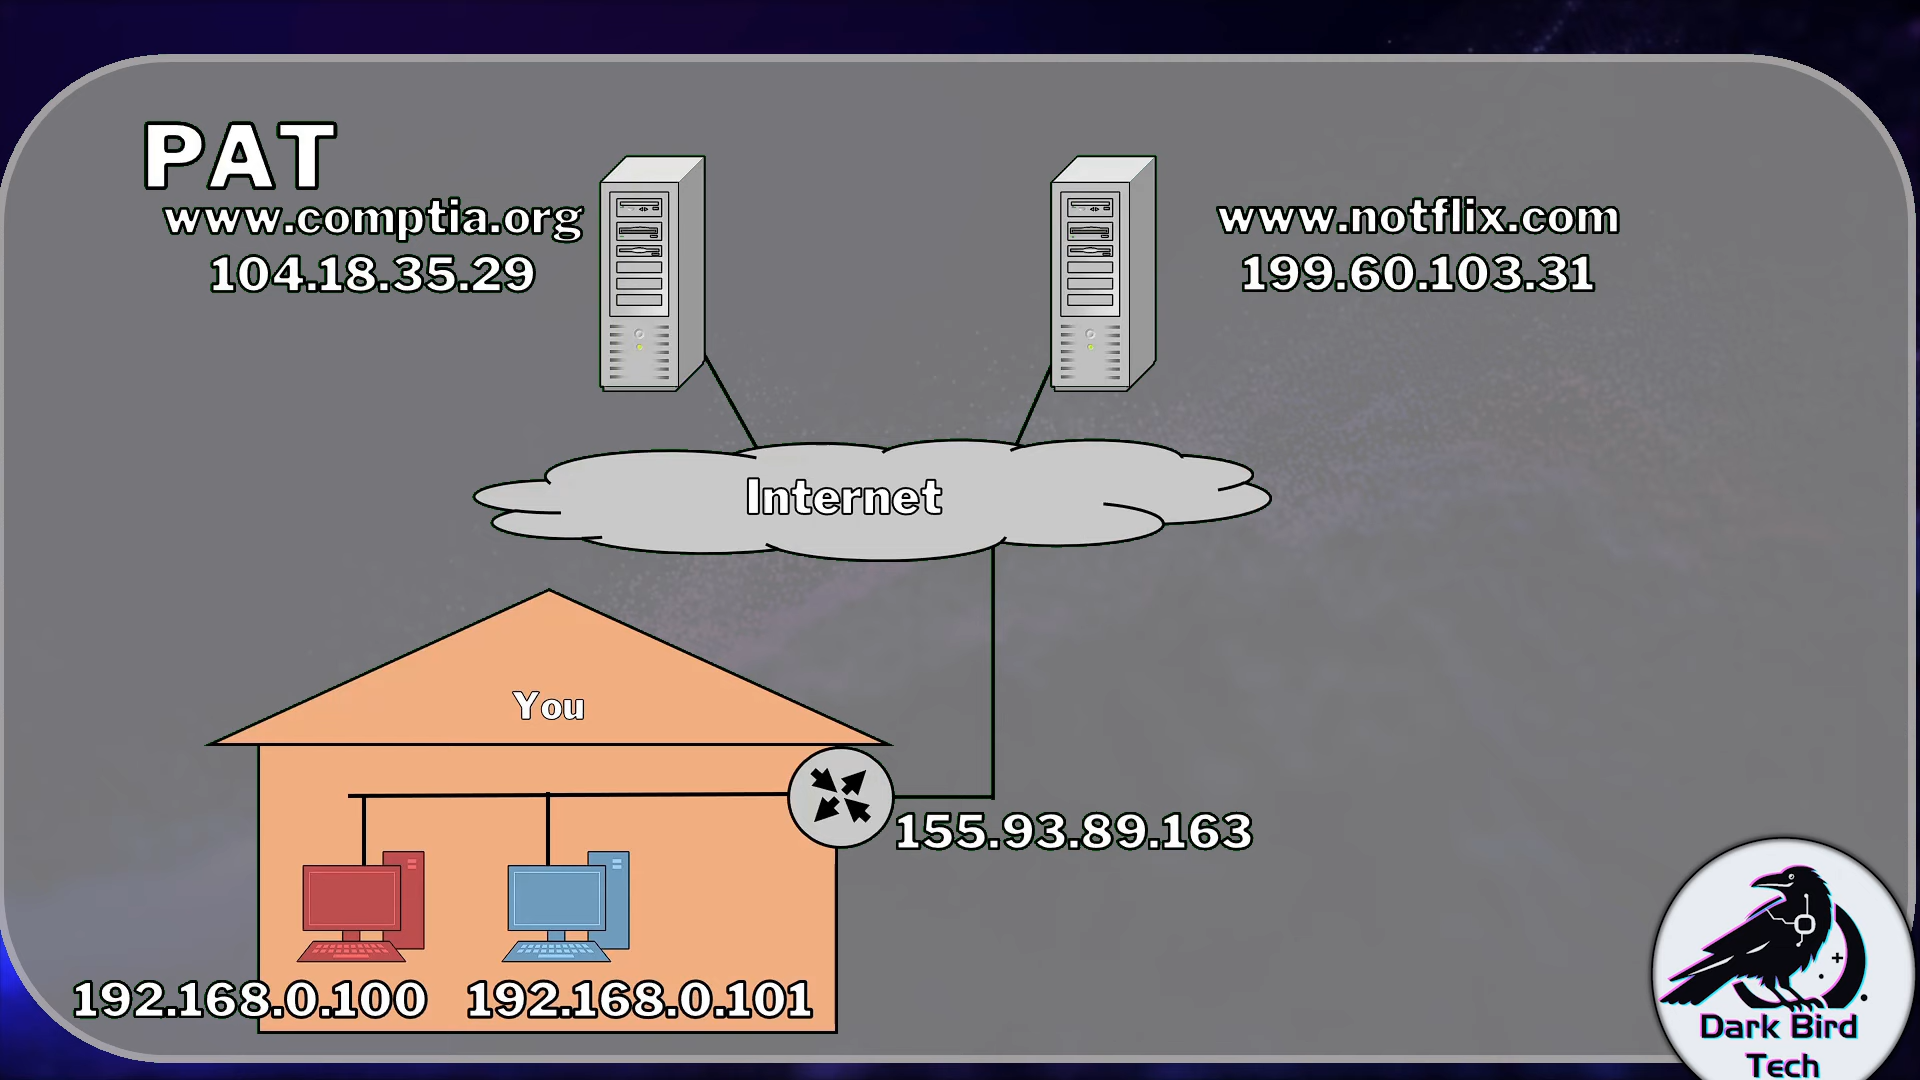 PAT
www.comptia.org
104.18.35.29
www.notflix.com
199.60.103.31
Internet
You
155.93.89.163
192.168.0.100
192.168.0.101
Dark Bird
Tech